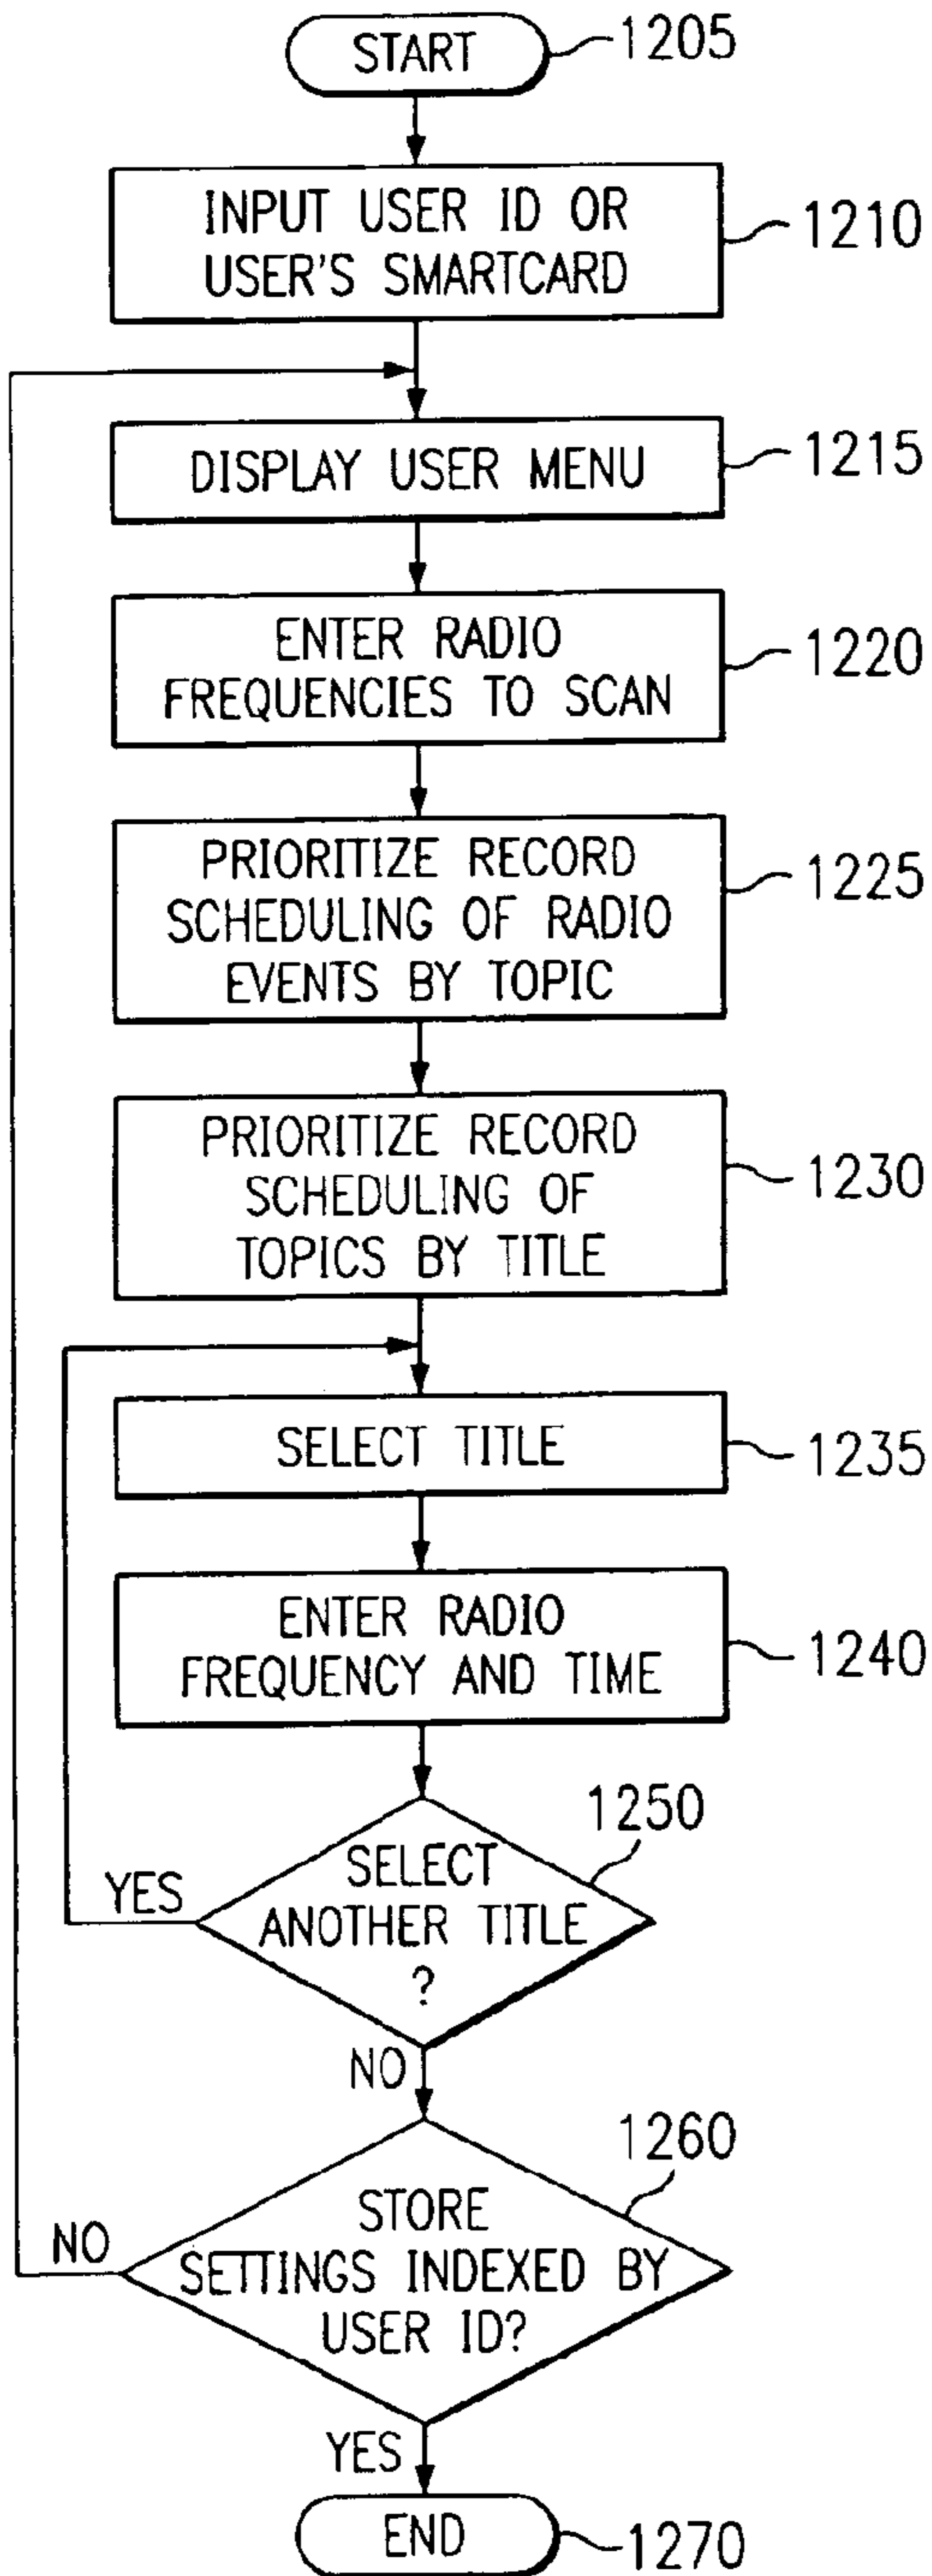 START
1205
INPUT USER ID OR
USER'S SMARTCARD
1210
DISPLAY USER MENU
1215
ENTER RADIO
FREQUENCIES TO SCAN
1220
PRIORITIZE RECORD
SCHEDULING OF RADIO
EVENTS BY TOPIC
1225
PRIORITIZE RECORD
SCHEDULING OF
TOPICS BY TITLE
1230
SELECT TITLE
1235
ENTER RADIO
FREQUENCY AND TIME
1240
1250
YES
SELECT
ANOTHER TITLE
?
NO
1260
NO
STORE
SETTINGS INDEXED BY
USER ID?
YES
END
1270